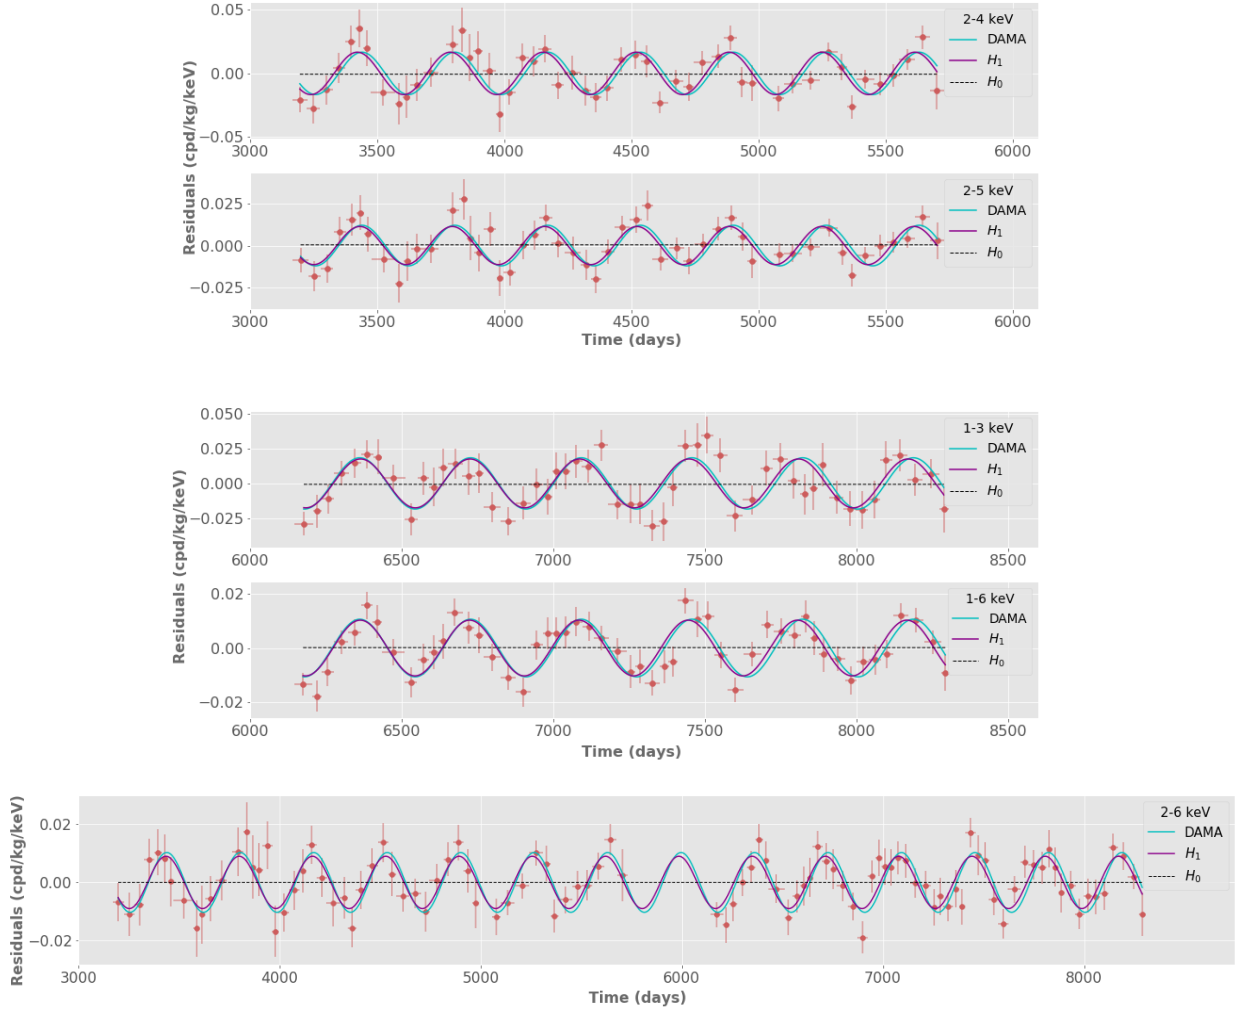 0.05
0.00
−0.05
2-4 keV
DAMA
H1
H0
3000 3500 4000 4500 5000 5500 6000
Residuals (cpd/kg/keV)
0.025
0.000
−0.025
2-5 keV
DAMA
H1
H0
3000 3500 4000 4500 5000 5500 6000
Time (days)
0.050
0.025
0.000
−0.025
1-3 keV
DAMA
H1
H0
6000 6500 7000 7500 8000 8500
Residuals (cpd/kg/keV)
0.02
0.00
−0.02
1-6 keV
DAMA
H1
H0
6000 6500 7000 7500 8000 8500
Time (days)
Residuals (cpd/kg/keV)
0.02
0.00
−0.02
2-6 keV
DAMA
H1
H0
3000 4000 5000 6000 7000 8000
Time (days)